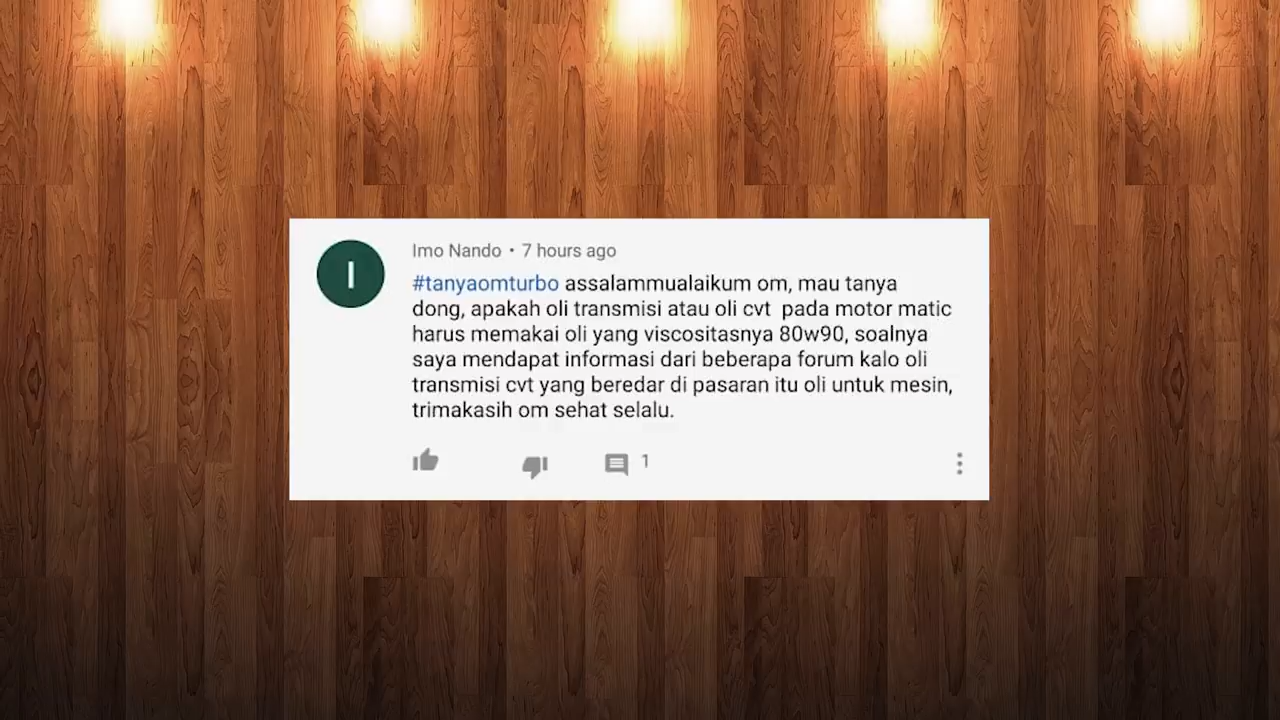 I
Imo Nando • 7 hours ago
#tanyaomturbo assalammualaikum om, mau tanya
dong, apakah oli transmisi atau oli cvt  pada motor matic
harus memakai oli yang viscositasnya 80w90, soalnya
saya mendapat informasi dari beberapa forum kalo oli
transmisi cvt yang beredar di pasaran itu oli untuk mesin,
trimakasih om sehat selalu.
1